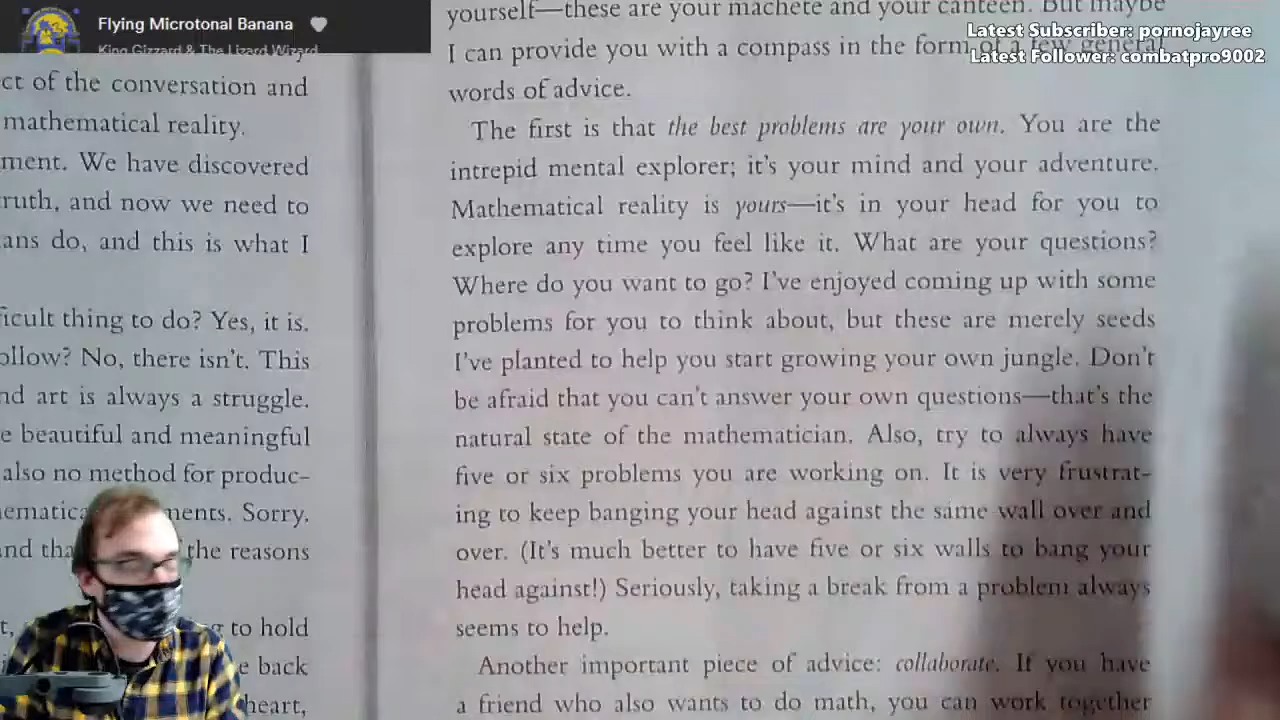 Flying Microtonal Banana
King Gizzard & The Lizard Wizard
Latest Subscriber: pornojayree
Latest Follower: combatpro9002
ct of the conversation and
mathematical reality.
ment. We have discovered
ruth, and now we need to
ans do, and this is what I
ficult thing to do? Yes, it is.
ollow? No, there isn't. This
nd art is always a struggle.
e beautiful and meaningful
also no method for produc-
ematica ments. Sorry.
nd tha the reasons
t, g to hold
e back
heart,
yourself—these are your machete and your canteen. But maybe
I can provide you with a compass in the form of a few general
words of advice.
The first is that the best problems are your own. You are the
intrepid mental explorer; it's your mind and your adventure.
Mathematical reality is yours—it's in your head for you to
explore any time you feel like it. What are your questions?
Where do you want to go? I've enjoyed coming up with some
problems for you to think about, but these are merely seeds
I've planted to help you start growing your own jungle. Don't
be afraid that you can't answer your own questions—that's the
natural state of the mathematician. Also, try to always have
five or six problems you are working on. It is very frustrat-
ing to keep banging your head against the same wall over and
over. (It's much better to have five or six walls to bang your
head against!) Seriously, taking a break from a problem always
seems to help.
Another important piece of advice: collaborate. If you have
a friend who also wants to do math, you can work together